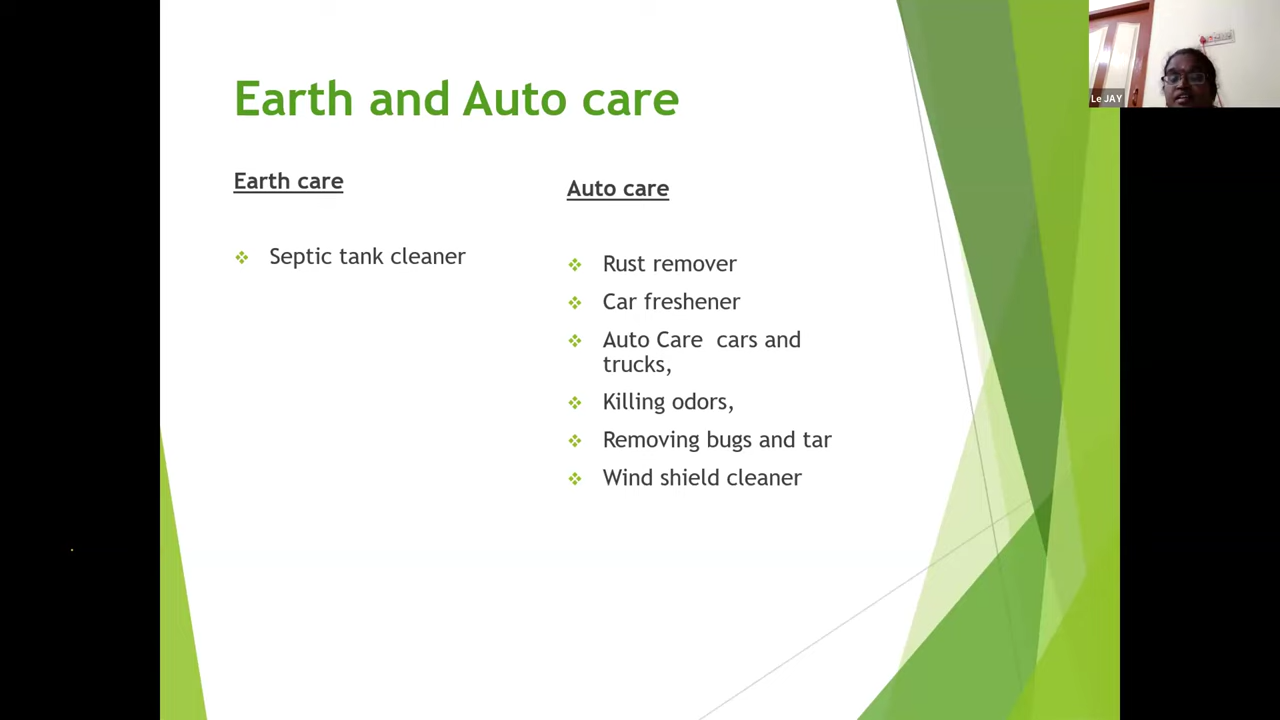 Earth and Auto care
Earth care
Septic tank cleaner
Auto care
Rust remover
Car freshener
Auto Care  cars and
trucks,
Killing odors,
Removing bugs and tar
Wind shield cleaner
Le JAY